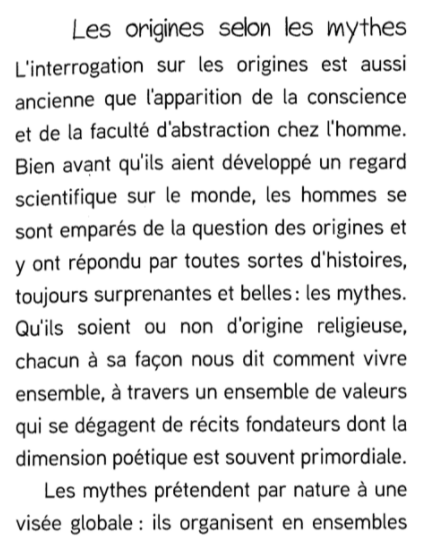 Les origines selon les mythes
L'interrogation sur les origines est aussi
ancienne que l'apparition de la conscience
et de la faculté d'abstraction chez l'homme.
Bien avant qu'ils aient développé un regard
scientifique sur le monde, les hommes se
sont emparés de la question des origines et
y ont répondu par toutes sortes d'histoires,
toujours surprenantes et belles : les mythes.
Qu'ils soient ou non d'origine religieuse,
chacun à sa façon nous dit comment vivre
ensemble, à travers un ensemble de valeurs
qui se dégagent de récits fondateurs dont la
dimension poétique est souvent primordiale.
Les mythes prétendent par nature à une
visée globale : ils organisent en ensembles